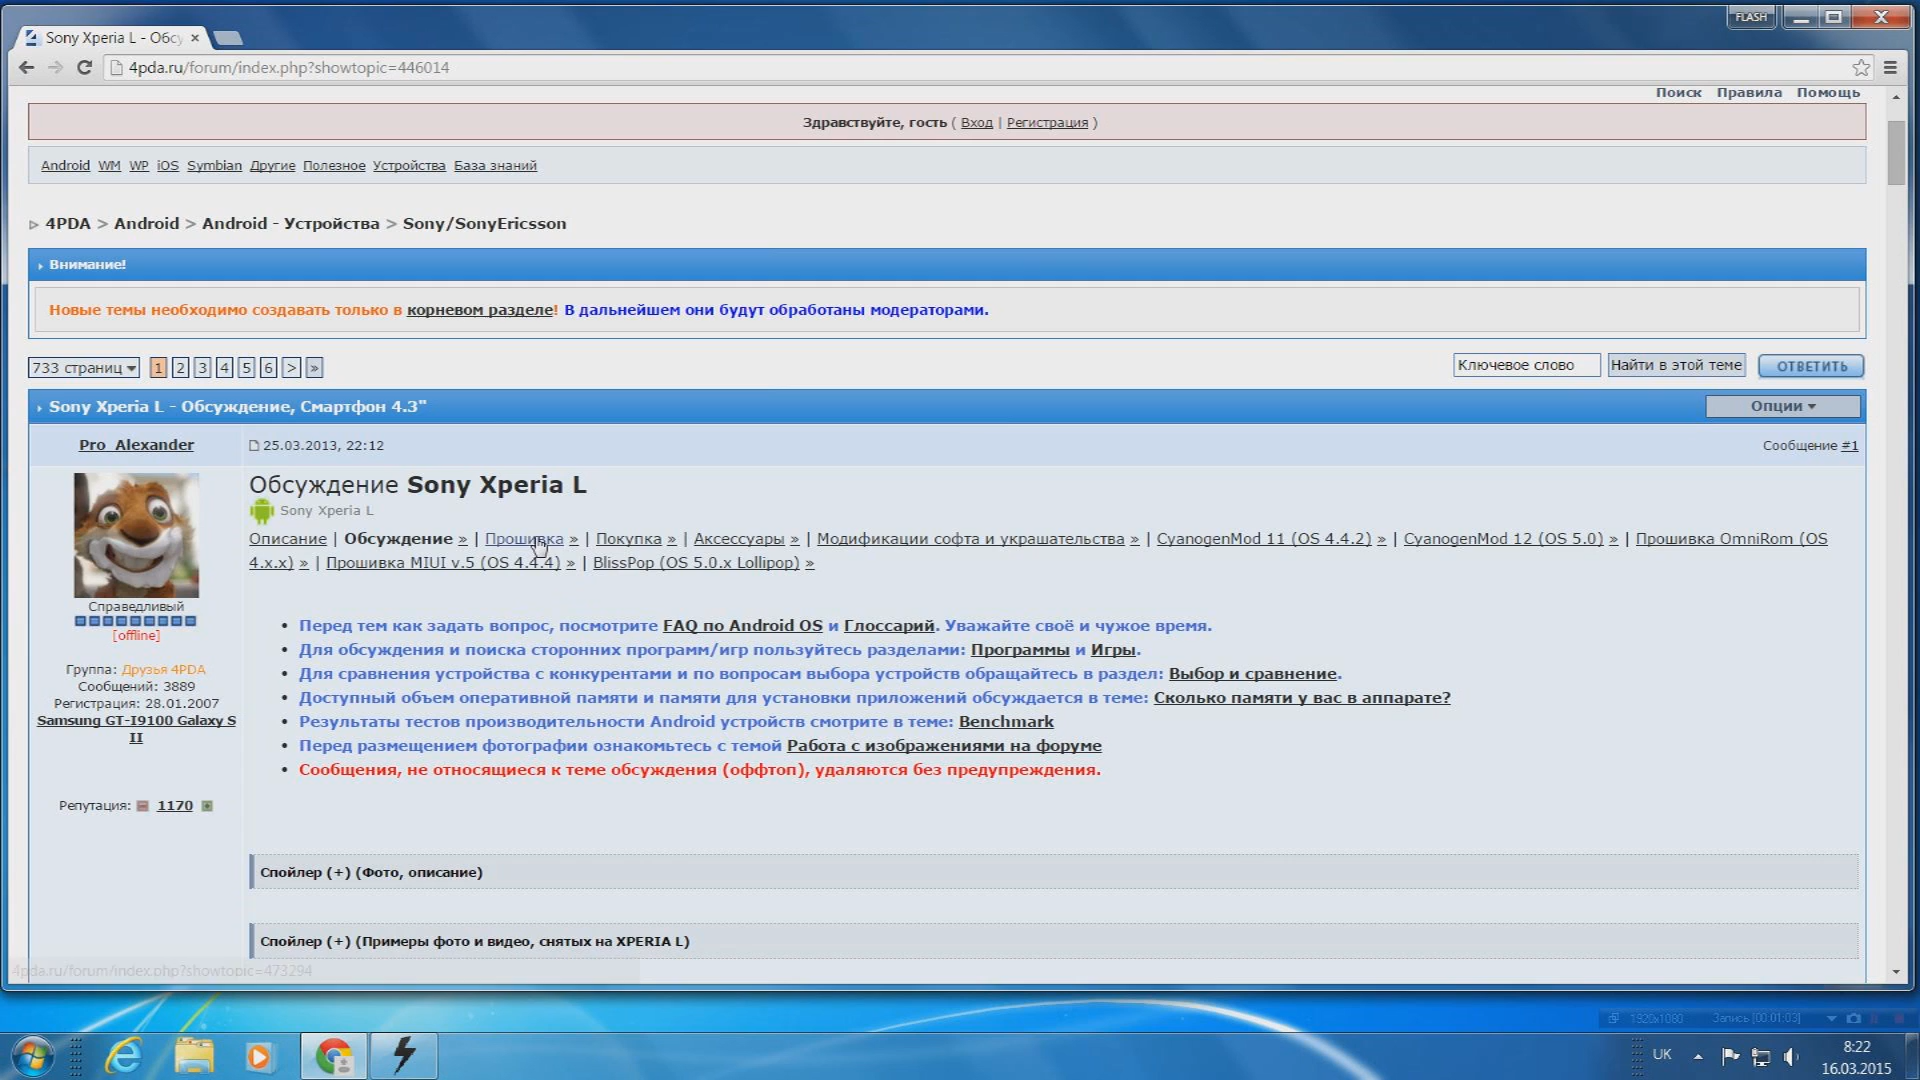 FLASH
Sony Xperia L - Обсу
4pda.ru/forum/index.php?showtopic=446014
Поиск Правила Помощь
Здравствуйте, гость ( Вход | Регистрация )
Android WM WP iOS Symbian Другие Полезное Устройства База знаний
4PDA > Android > Android - Устройства > Sony/SonyEricsson
Внимание!
Новые темы необходимо создавать только в корневом разделе! В дальнейшем они будут обработаны модераторами.
733 страниц 1 2 3 4 5 6 > »
Ключевое слово Найти в этой теме ОТВЕТИТЬ
Sony Xperia L - Обсуждение, Смартфон 4.3"
Опции
Pro_Alexander
25.03.2013, 22:12
Сообщение #1
Обсуждение Sony Xperia L
Sony Xperia L
Описание | Обсуждение » | Прошивка » | Покупка » | Аксессуары » | Модификации софта и украшательства » | CyanogenMod 11 (OS 4.4.2) » | CyanogenMod 12 (OS 5.0) » | Прошивка OmniRom (OS
4.x.x) » | Прошивка MIUI v.5 (OS 4.4.4) » | BlissPop (OS 5.0.x Lollipop) »
Справедливый
[offline]
Группа: Друзья 4PDA
Сообщений: 3889
Регистрация: 28.01.2007
Samsung GT-I9100 Galaxy S
II
Репутация: 1170
• Перед тем как задать вопрос, посмотрите FAQ по Android OS и Глоссарий. Уважайте своё и чужое время.
• Для обсуждения и поиска сторонних программ/игр пользуйтесь разделами: Программы и Игры.
• Для сравнения устройства с конкурентами и по вопросам выбора устройств обращайтесь в раздел: Выбор и сравнение.
• Доступный объем оперативной памяти и памяти для установки приложений обсуждается в теме: Сколько памяти у вас в аппарате?
• Результаты тестов производительности Android устройств смотрите в теме: Benchmark
• Перед размещением фотографии ознакомьтесь с темой Работа с изображениями на форуме
• Сообщения, не относящиеся к теме обсуждения (оффтоп), удаляются без предупреждения.
Спойлер (+) (Фото, описание)
Спойлер (+) (Примеры фото и видео, снятых на XPERIA L)
4pda.ru/forum/index.php?showtopic=473294
1920x1080 Запись [00:01:03]
UK
8:22
16.03.2015